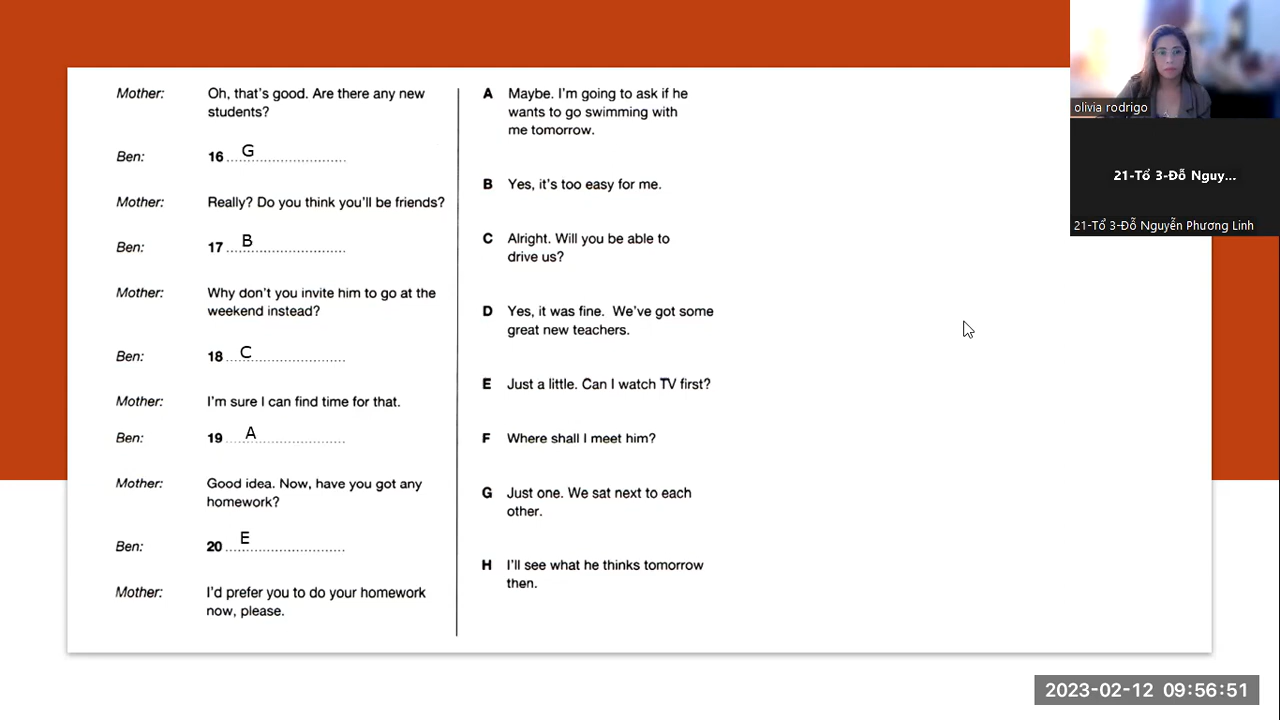 Mother: Oh, that's good. Are there any new
students?
Ben: 16 G
Mother: Really? Do you think you'll be friends?
Ben: 17 B
Mother: Why don't you invite him to go at the
weekend instead?
Ben: 18 C
Mother: I'm sure I can find time for that.
Ben: 19 A
Mother: Good idea. Now, have you got any
homework?
Ben: 20 E
Mother: I'd prefer you to do your homework
now, please.
A Maybe. I'm going to ask if he
wants to go swimming with
me tomorrow.
B Yes, it's too easy for me.
C Alright. Will you be able to
drive us?
D Yes, it was fine. We've got some
great new teachers.
E Just a little. Can I watch TV first?
F Where shall I meet him?
G Just one. We sat next to each
other.
H I'll see what he thinks tomorrow
then.
olivia rodrigo
21-Tổ 3-Đỗ Nguy...
21-Tổ 3-Đỗ Nguyễn Phương Linh
2023-02-12 09:56:51